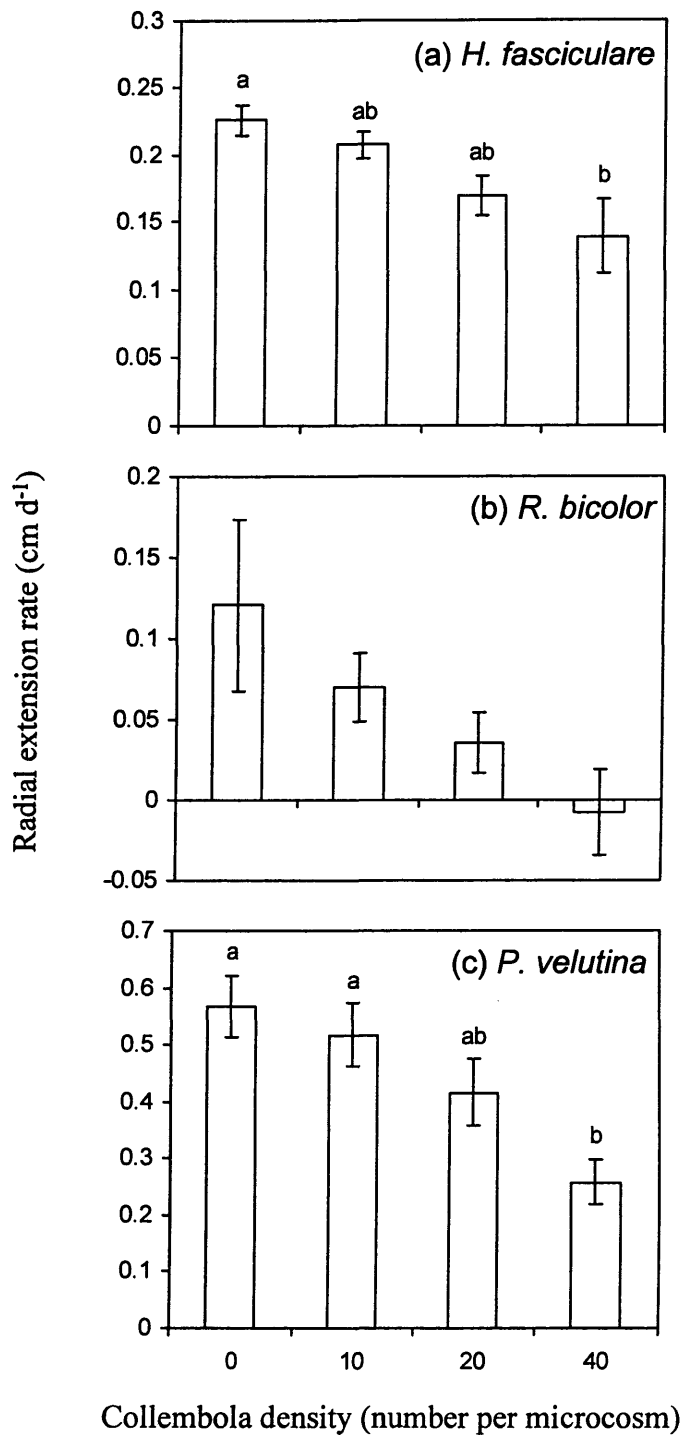 0.3
(a) H. fasciculare
0.25
a
ab
0.2
ab
b
0.15
0.1
0.05
0
Radial extension rate (cm d-1)
0.2
(b) R. bicolor
0.15
0.1
0.05
0
-0.05
0.7
(c) P. velutina
a
0.6
a
0.5
ab
0.4
b
0.3
0.2
0.1
0
0 10 20 40
Collembola density (number per microcosm)